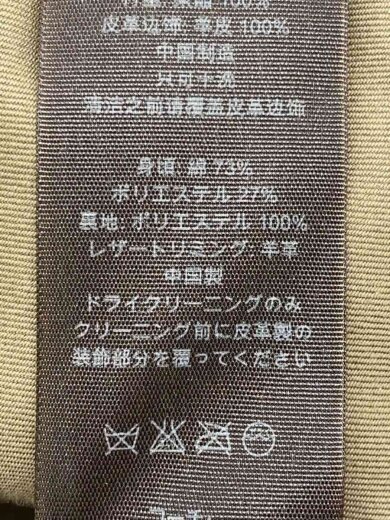 100%
皮革边饰: 羊皮 100%
中国制造
只可干洗
清洁之前请覆盖皮革边饰
身頃: 綿 73%
ポリエステル 27%
裏地: ポリエステル 100%
レザートリミング: 羊革
中国製
ドライクリーニングのみ
クリーニング前に皮革製の
装飾部分を覆ってください